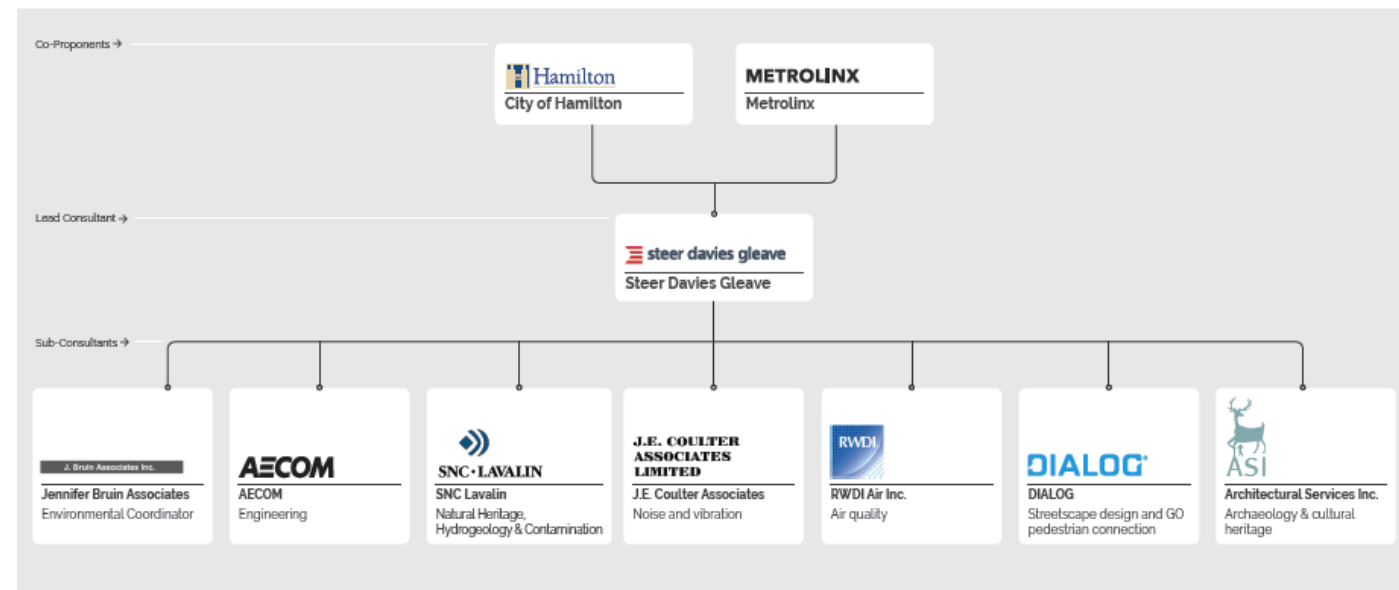 Co-Proponents →
Hamilton
City of Hamilton
METROLINX
Metrolinx
Lead Consultant →
steer davies gleave
Steer Davies Gleave
Sub-Consultants →
J. Bruin Associates Inc.
Jennifer Bruin Associates
Environmental Coordinator
AECOM
AECOM
Engineering
SNC•LAVALIN
SNC Lavalin
Natural Heritage,
Hydrogeology & Contamination
J.E. COULTER
ASSOCIATES
LIMITED
J.E. Coulter Associates
Noise and vibration
RWDI
RWDI Air Inc.
Air quality
DIALOG
DIALOG
Streetscape design and GO
pedestrian connection
ASI
Architectural Services Inc.
Archaeology & cultural
heritage